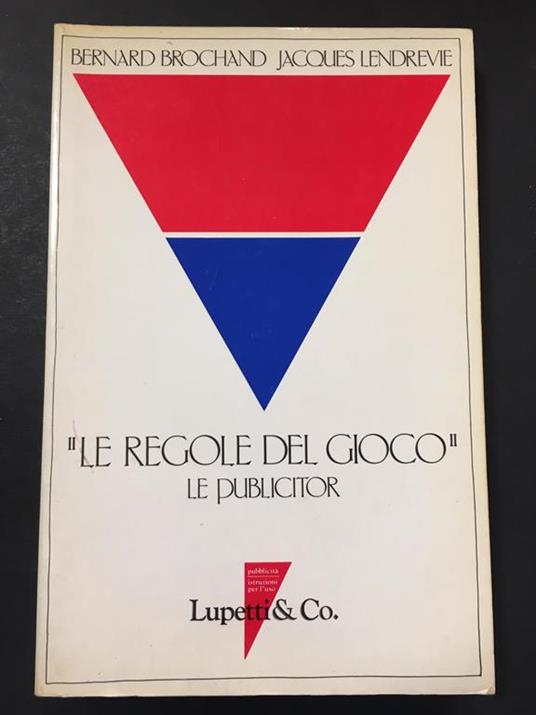 BERNARD BROCHAND JACQUES LENDREVIE
"LE REGOLE DEL GIOCO"
LE PUBLICITOR
pubblicità
istruzioni
per l'uso
Lupetti & Co.